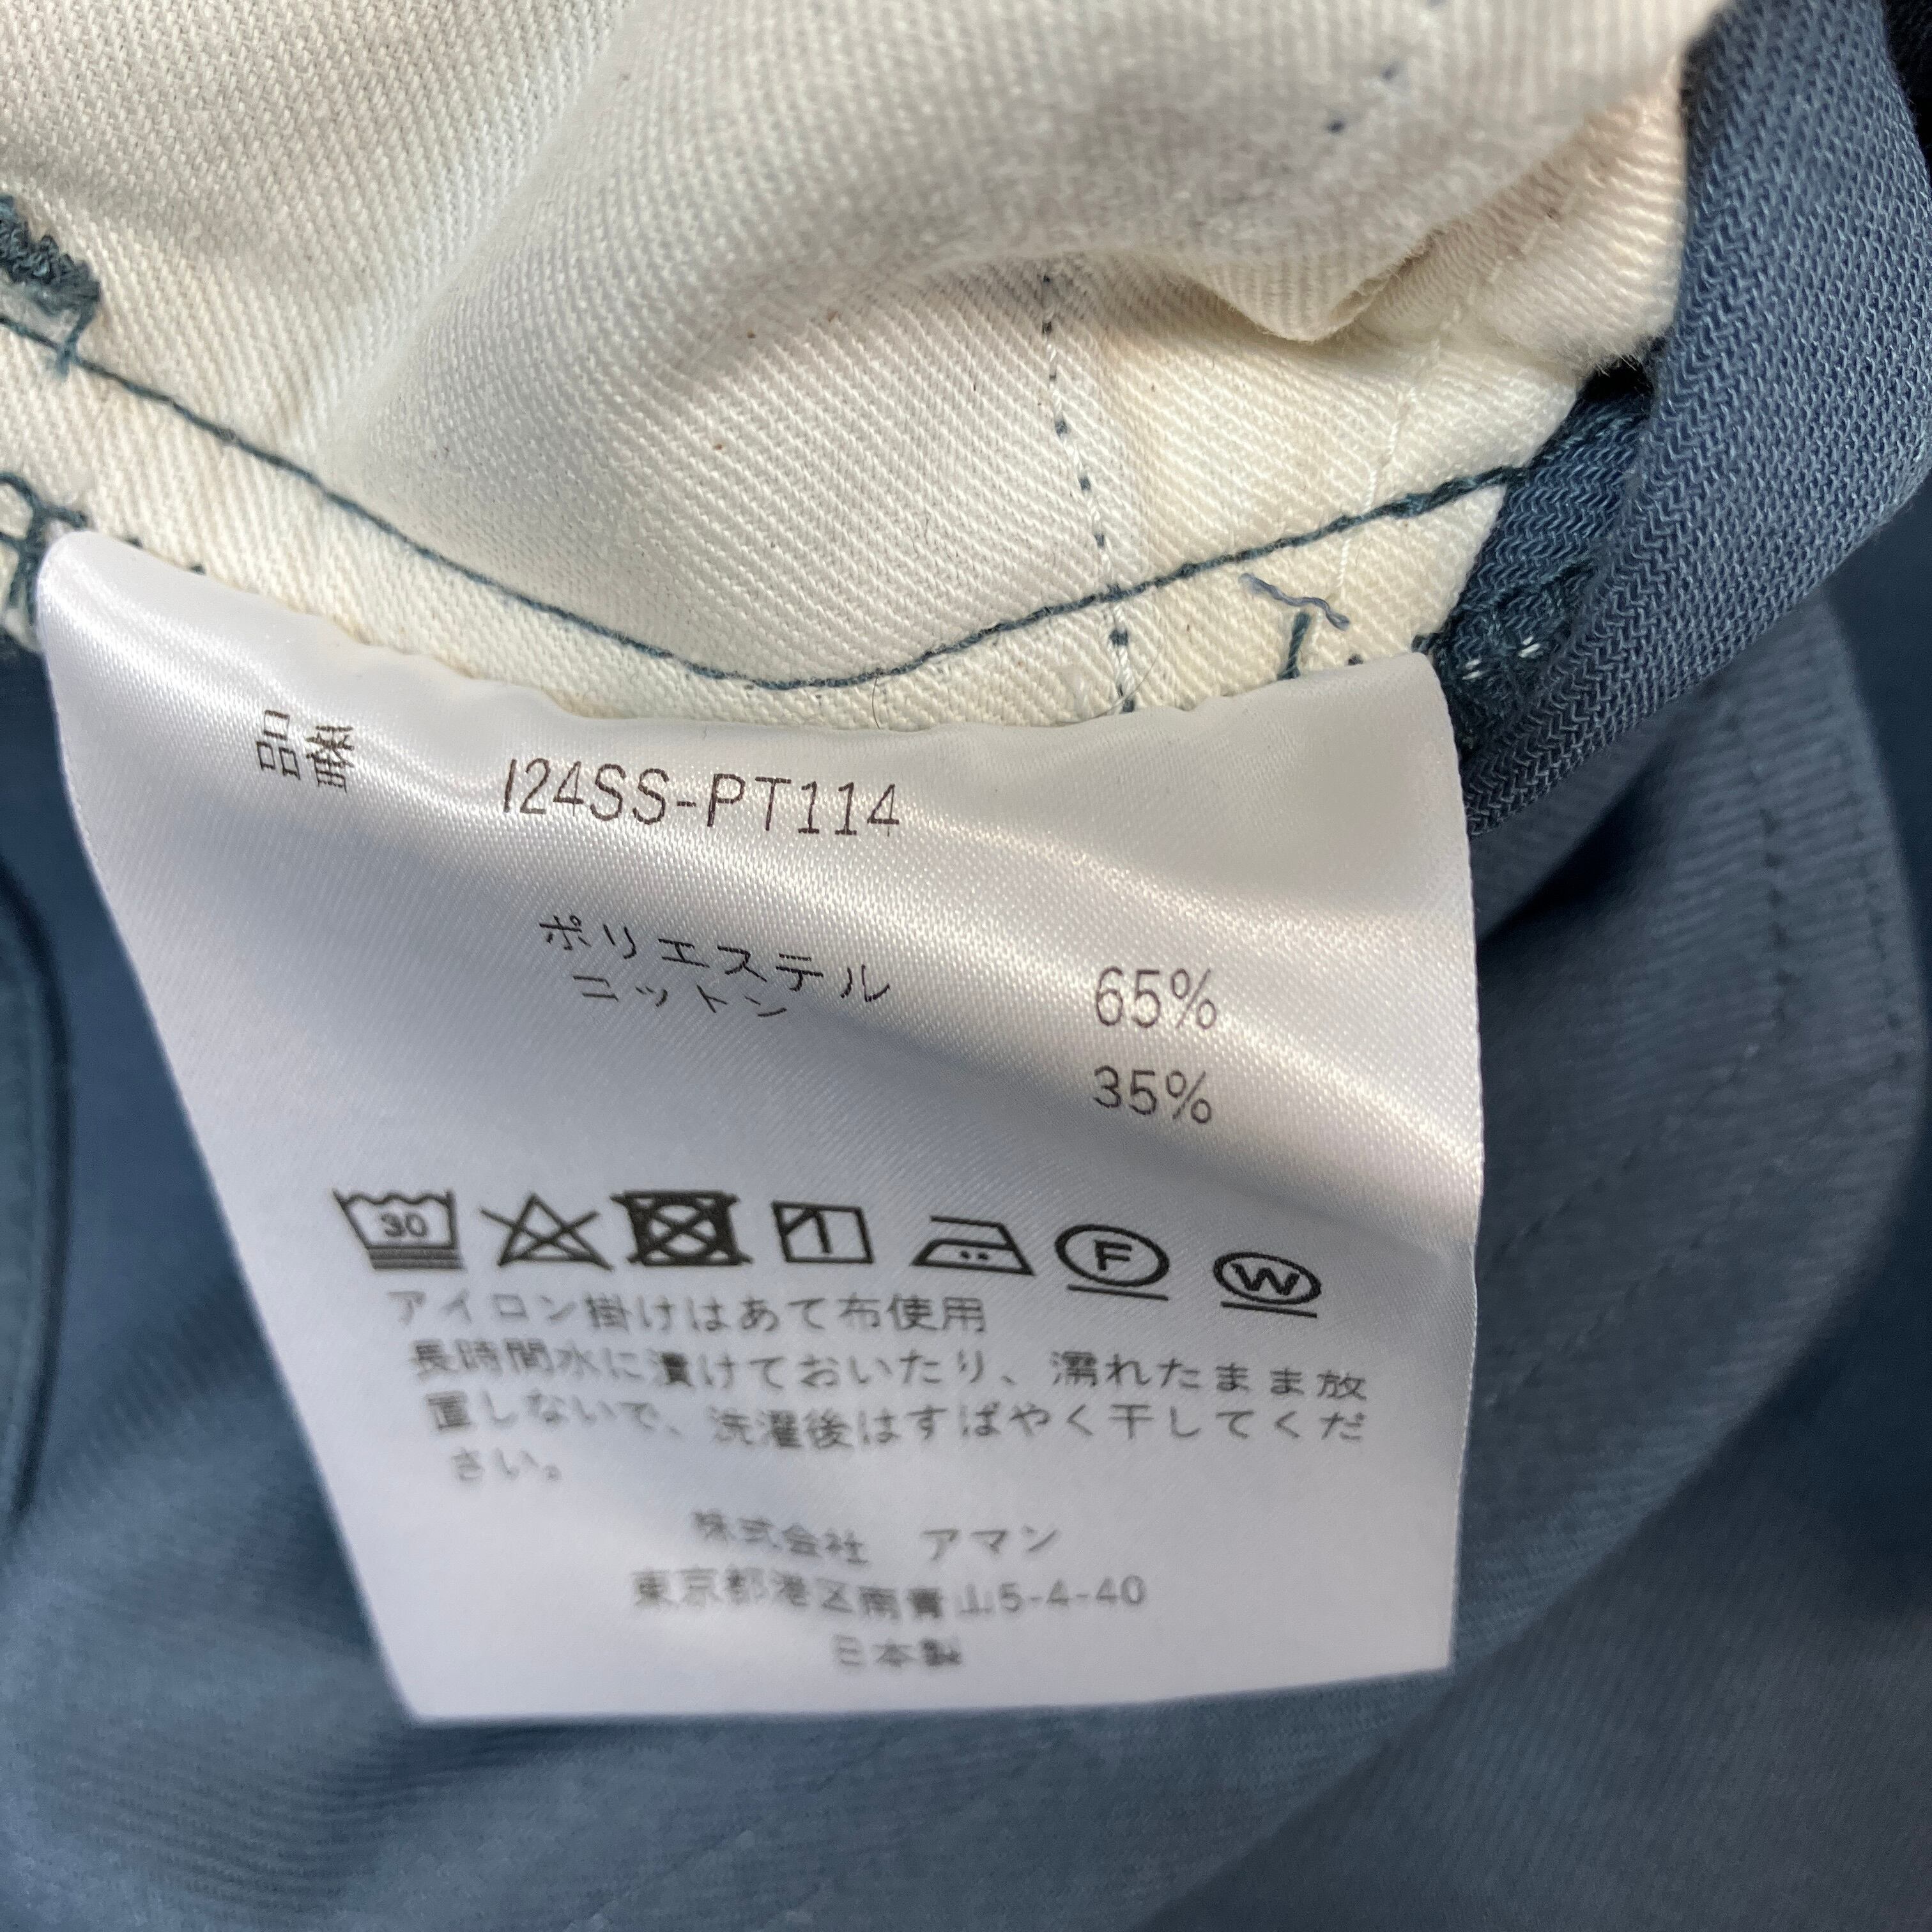 品番 I24SS-PT114
ポリエステル 65%
コットン 35%
30 F W
アイロン掛けはあて布使用
長時間水に漬けておいたり、濡れたまま放
置しないで、洗濯後はすばやく干してくだ
さい。
株式会社 アマン
東京都港区南青山5-4-40
日本製